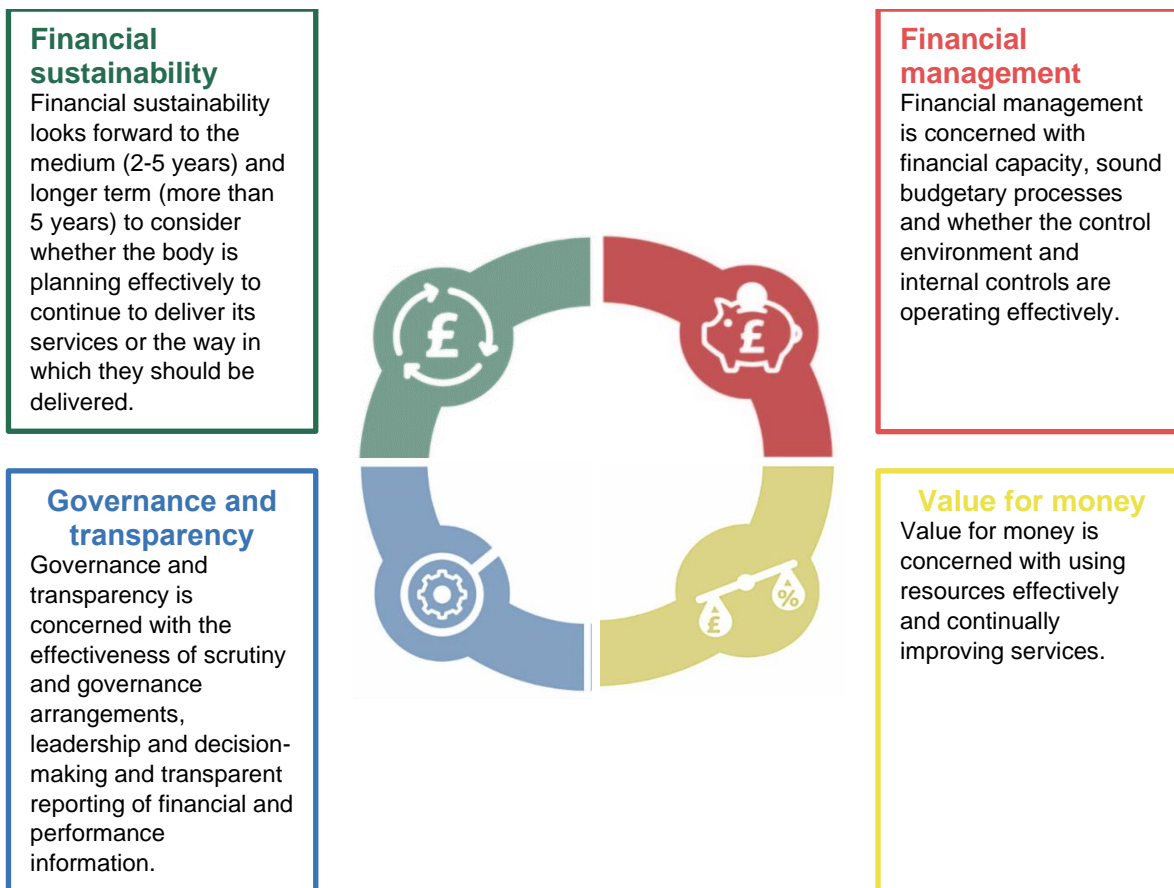 Financial
sustainability
Financial sustainability
looks forward to the
medium (2-5 years) and
longer term (more than
5 years) to consider
whether the body is
planning effectively to
continue to deliver its
services or the way in
which they should be
delivered.
Financial
management
Financial management
is concerned with
financial capacity, sound
budgetary processes
and whether the control
environment and
internal controls are
operating effectively.
£
£
Governance and
transparency
Governance and
transparency is
concerned with the
effectiveness of scrutiny
and governance
arrangements,
leadership and decision-
making and transparent
reporting of financial and
performance
information.
£
%
Value for money
Value for money is
concerned with using
resources effectively
and continually
improving services.